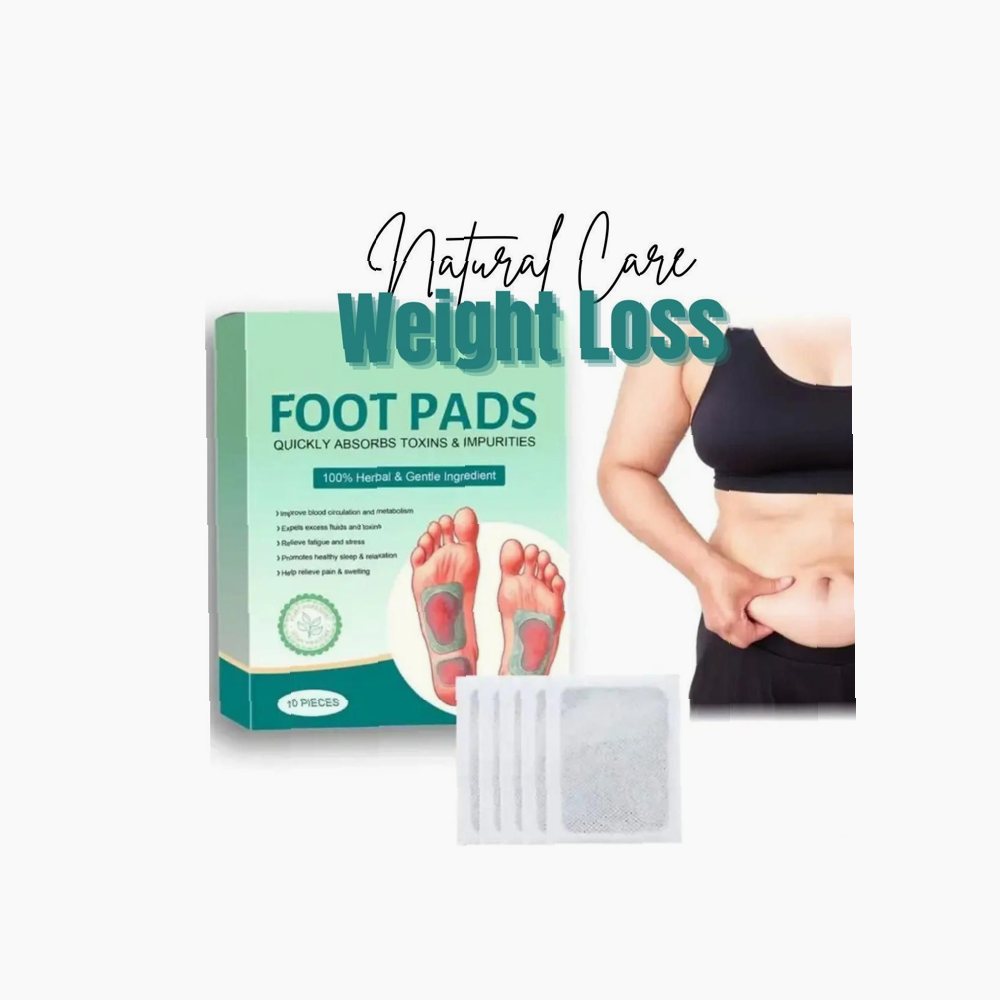 Natural Care
Weight Loss
FOOT PADS
QUICKLY ABSORBS TOXINS & IMPURITIES
100% Herbal & Gentle Ingredient
Improve blood circulation and metabolism
Expels excess fluids and toxins
Relieve fatigue and stress
Promotes healthy sleep & relaxation
Help relieve pain & swelling
10 PIECES